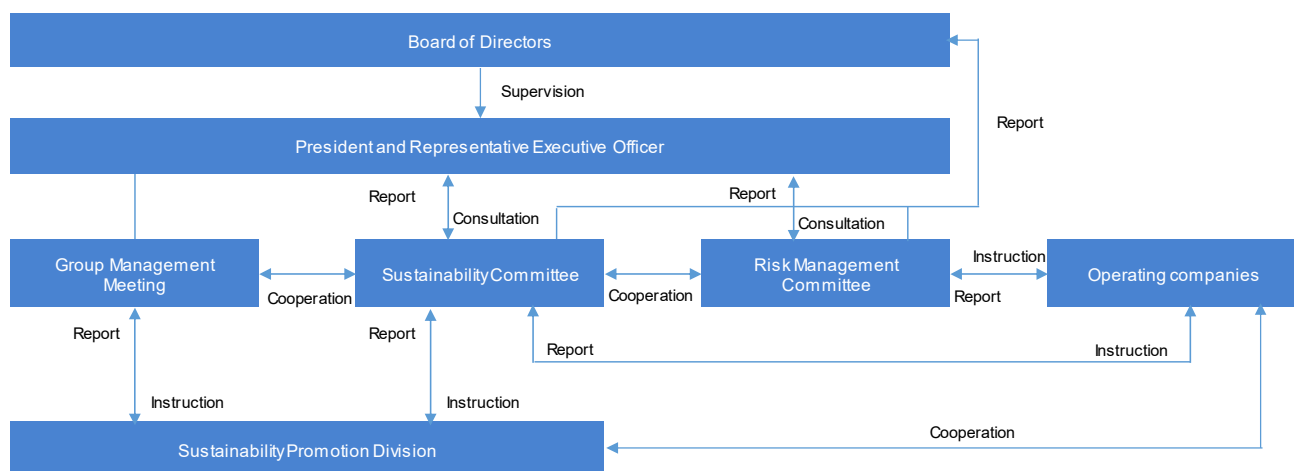 Board of Directors
Supervision
Report
President and Representative Executive Officer
Report
Consultation
Report
Consultation
Group Management
Meeting
Cooperation
Sustainability Committee
Cooperation
Risk Management
Committee
Instruction
Report
Operating companies
Report
Instruction
Report
Instruction
Report
Instruction
Sustainability Promotion Division
Cooperation